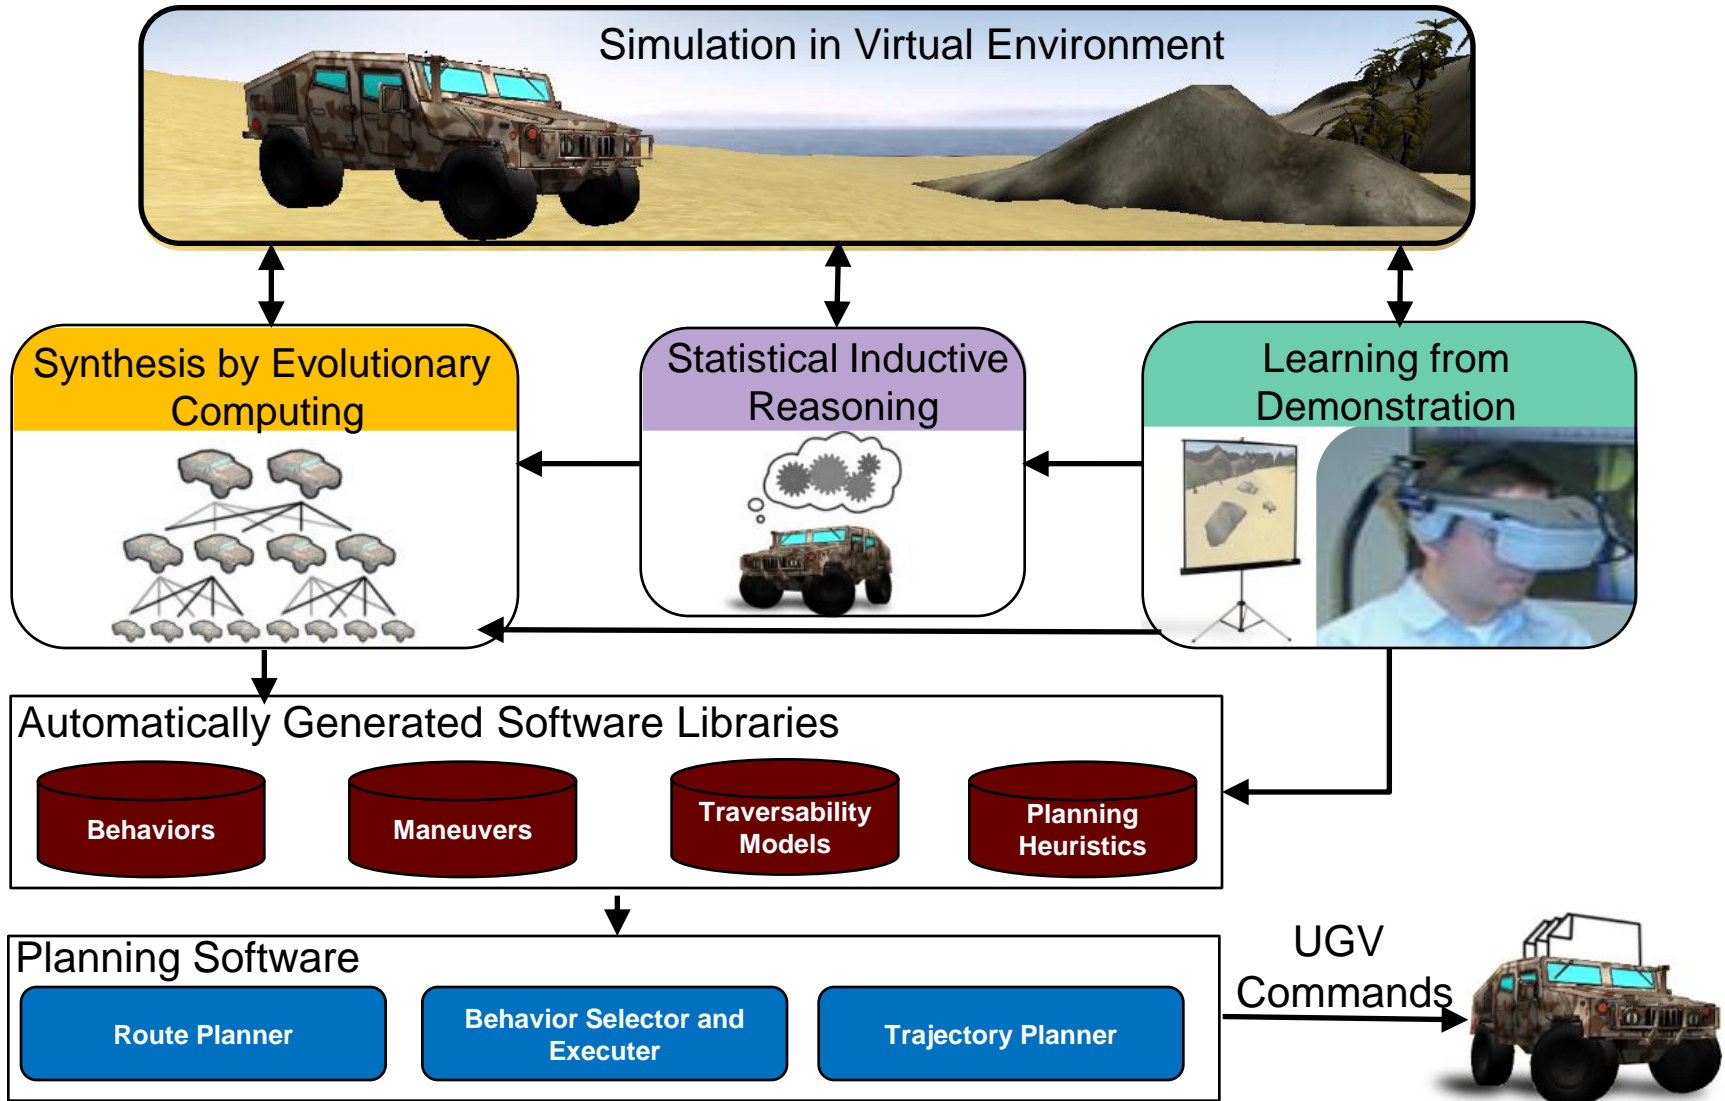 Simulation in Virtual Environment
Synthesis by Evolutionary
Computing
Statistical Inductive
Reasoning
Learning from
Demonstration
Automatically Generated Software Libraries
Behaviors
Maneuvers
Traversability
Models
Planning
Heuristics
Planning Software
Route Planner
Behavior Selector and
Executer
Trajectory Planner
UGV
Commands